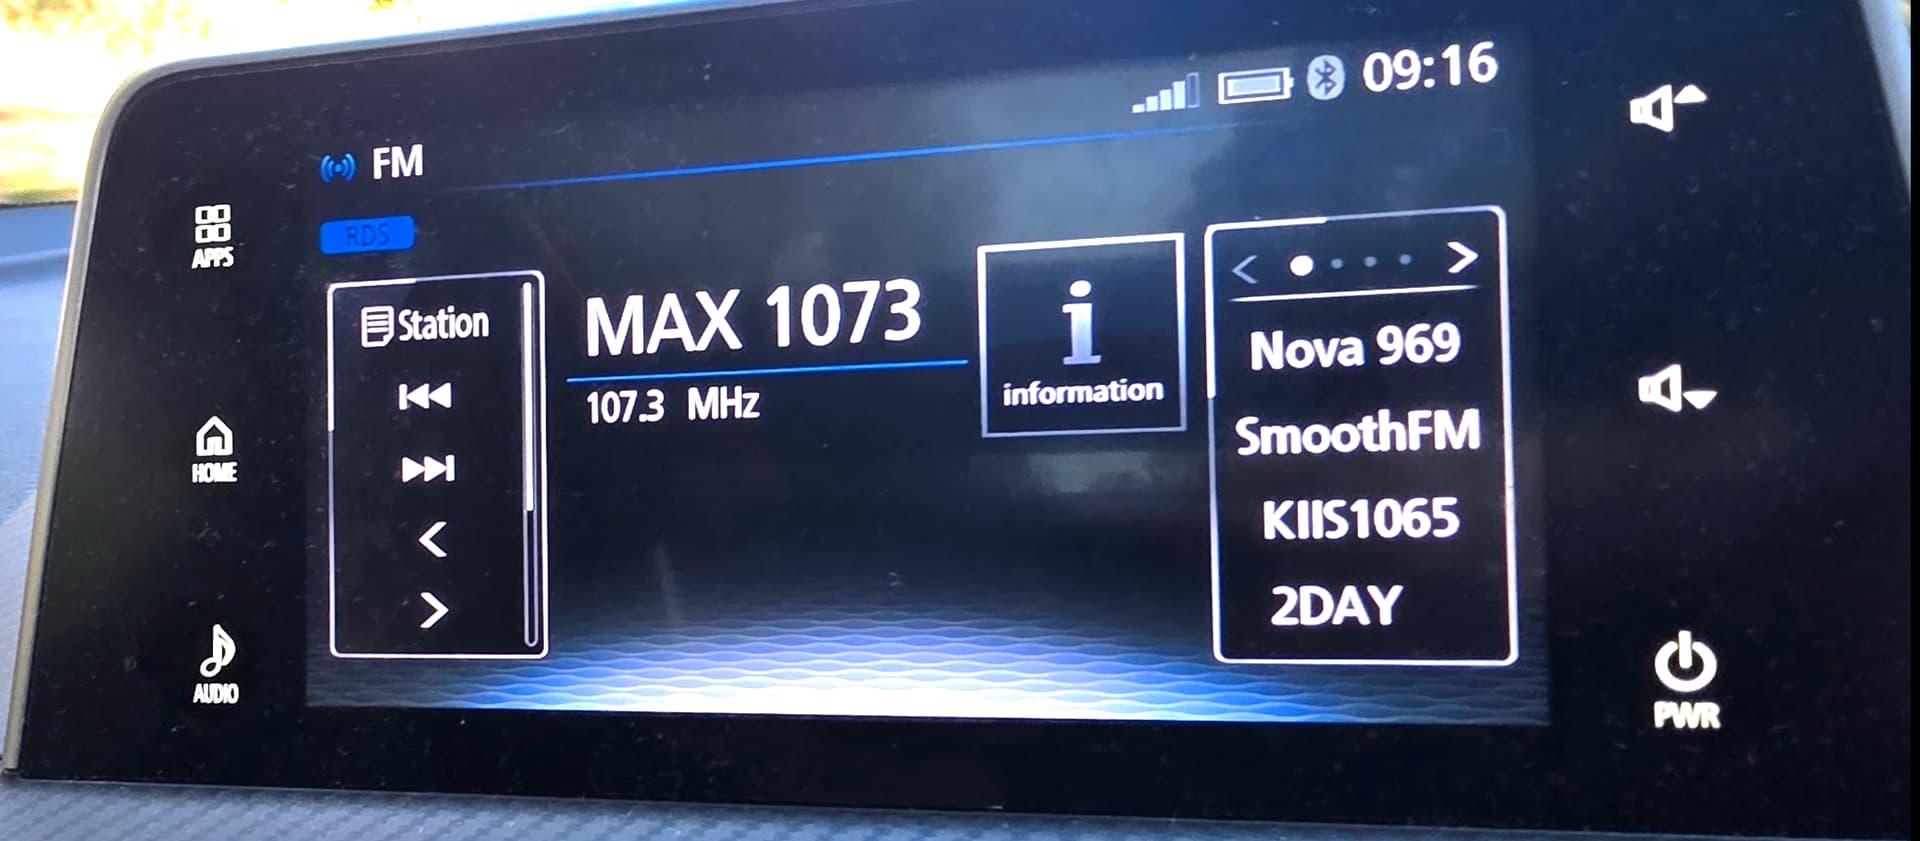 09:16
FM
RDS
APPS
Station
MAX 1073
107.3 MHz
information
Nova 969
SmoothFM
KIIS1065
2DAY
HOME
AUDIO
PWR